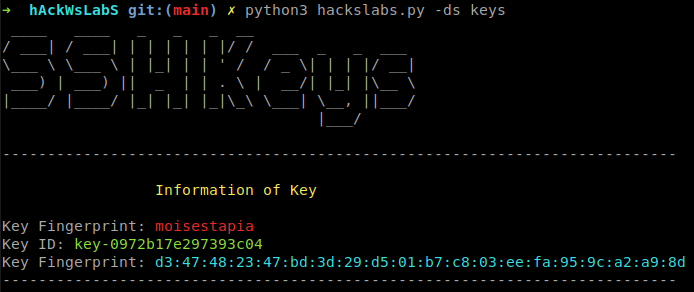 ➜ hAckWsLabS git:(main) ✗ python3 hackslabs.py -ds keys
SSHKeys
--------------------------------------------------------------------------
Information of Key
Key Fingerprint: moisestapia
Key ID: key-0972b17e297393c04
Key Fingerprint: d3:47:48:23:47:bd:3d:29:d5:01:b7:c8:03:ee:fa:95:9c:a2:a9:8d
--------------------------------------------------------------------------